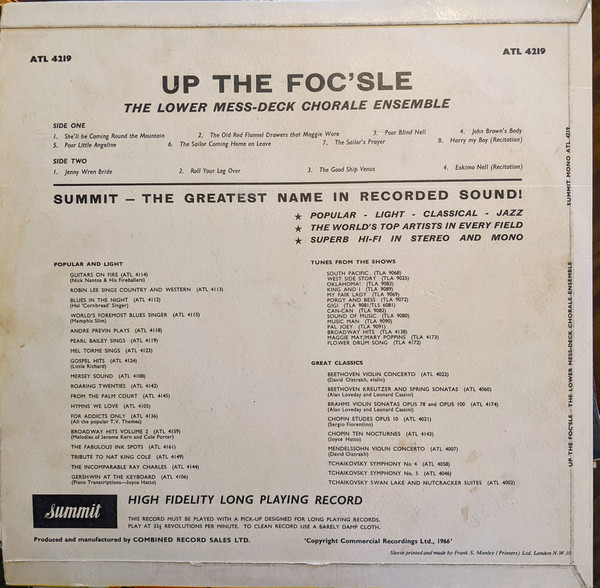 ATL 4219
ATL 4219
UP THE FOC'SLE
THE LOWER MESS-DECK CHORALE ENSEMBLE
SIDE ONE
1. She'll be Coming Round the Mountain 2. The Old Red Flannel Drawers that Maggie Wore 3. Poor Blind Nell 4. John Brown's Body
5. Poor Little Angeline 6. The Sailor Coming Home on Leave 7. The Sailor's Prayer 8. Harry my Boy (Recitation)
SIDE TWO
1. Jenny Wren Bride 2. Roll Your Leg Over 3. The Good Ship Venus 4. Eskimo Nell (Recitation)
SUMMIT – THE GREATEST NAME IN RECORDED SOUND!
★ POPULAR - LIGHT - CLASSICAL - JAZZ
★ THE WORLD'S TOP ARTISTS IN EVERY FIELD
★ SUPERB HI-FI IN STEREO AND MONO
POPULAR AND LIGHT
GUITARS ON FIRE (ATL 4114)
(Nick Nantos & His Fireballers)
ROBIN LEE SINGS COUNTRY AND WESTERN (ATL 4113)
BLUES IN THE NIGHT (ATL 4112)
(Hal 'Cornbread' Singer)
WORLD'S FOREMOST BLUES SINGER (ATL 4115)
(Memphis Slim)
ANDRE PREVIN PLAYS (ATL 4118)
PEARL BAILEY SINGS (ATL 4119)
MEL TORME SINGS (ATL 4123)
GOSPEL HITS (ATL 4124)
(Little Richard)
MERSEY SOUND (ATL 4108)
ROARING TWENTIES (ATL 4142)
FROM THE PALM COURT (ATL 4145)
HYMNS WE LOVE (ATL 4105)
FOR ADDICTS ONLY (ATL 4136)
(All the popular T.V. Themes)
BROADWAY HITS VOLUME 2 (ATL 4159)
(Melodies of Jerome Kern and Cole Porter)
THE FABULOUS INK SPOTS (ATL 4161)
TRIBUTE TO NAT KING COLE (ATL 4149)
THE INCOMPARABLE RAY CHARLES (ATL 4144)
GERSHWIN AT THE KEYBOARD (ATL 4106)
(Piano Transcriptions—Joyce Hatto)
TUNES FROM THE SHOWS
SOUTH PACIFIC (TLA 9068)
WEST SIDE STORY (TLA 9025)
OKLAHOMA! (TLA 9083)
KING AND I (TLA 9089)
MY FAIR LADY (TLA 9069)
PORGY AND BESS (TLA 9072)
GIGI (TLA 9081/TLS 6081)
CAN-CAN (TLA 9082)
SOUND OF MUSIC (TLA 9080)
MUSIC MAN (TLA 9090)
PAL JOEY (TLA 9091)
BROADWAY HITS (TLA 4138)
MAGGIE MAY/MARY POPPINS (TLA 4173)
FLOWER DRUM SONG (TLA 4172)
GREAT CLASSICS
BEETHOVEN VIOLIN CONCERTO (ATL 4022)
(David Oistrakh, violin)
BEETHOVEN KREUTZER AND SPRING SONATAS (ATL 4060)
(Alan Loveday and Leonard Cassini)
BRAHMS VIOLIN SONATAS OPUS 78 and OPUS 100 (ATL 4174)
(Alan Loveday and Leonard Cassini)
CHOPIN ETUDES OPUS 10 (ATL 4031)
(Sergio Fiorentino)
CHOPIN TEN NOCTURNES (ATL 4143)
(Joyce Hatto)
MENDELSSOHN VIOLIN CONCERTO (ATL 4007)
(David Oistrakh)
TCHAIKOVSKY SYMPHONY No 4 (ATL 4058)
TCHAIKOVSKY SYMPHONY No. 5 (ATL 4046)
TCHAIKOVSKY SWAN LAKE AND NUTCRACKER SUITES (ATL 4002)
summit
HIGH FIDELITY LONG PLAYING RECORD
THIS RECORD MUST BE PLAYED WITH A PICK-UP DESIGNED FOR LONG PLAYING RECORDS.
PLAY AT 33⅓ REVOLUTIONS PER MINUTE. TO CLEAN RECORD USE A BARELY DAMP CLOTH.
Produced and manufactured by COMBINED RECORD SALES LTD.
'Copyright Commercial Recordings Ltd., 1966'
Sleeve printed and made by Frank S. Manley (Printers) Ltd. London N.W.10
UP THE FOC'SLE – THE LOWER MESS-DECK CHORALE ENSEMBLE SUMMIT MONO ATL 4219